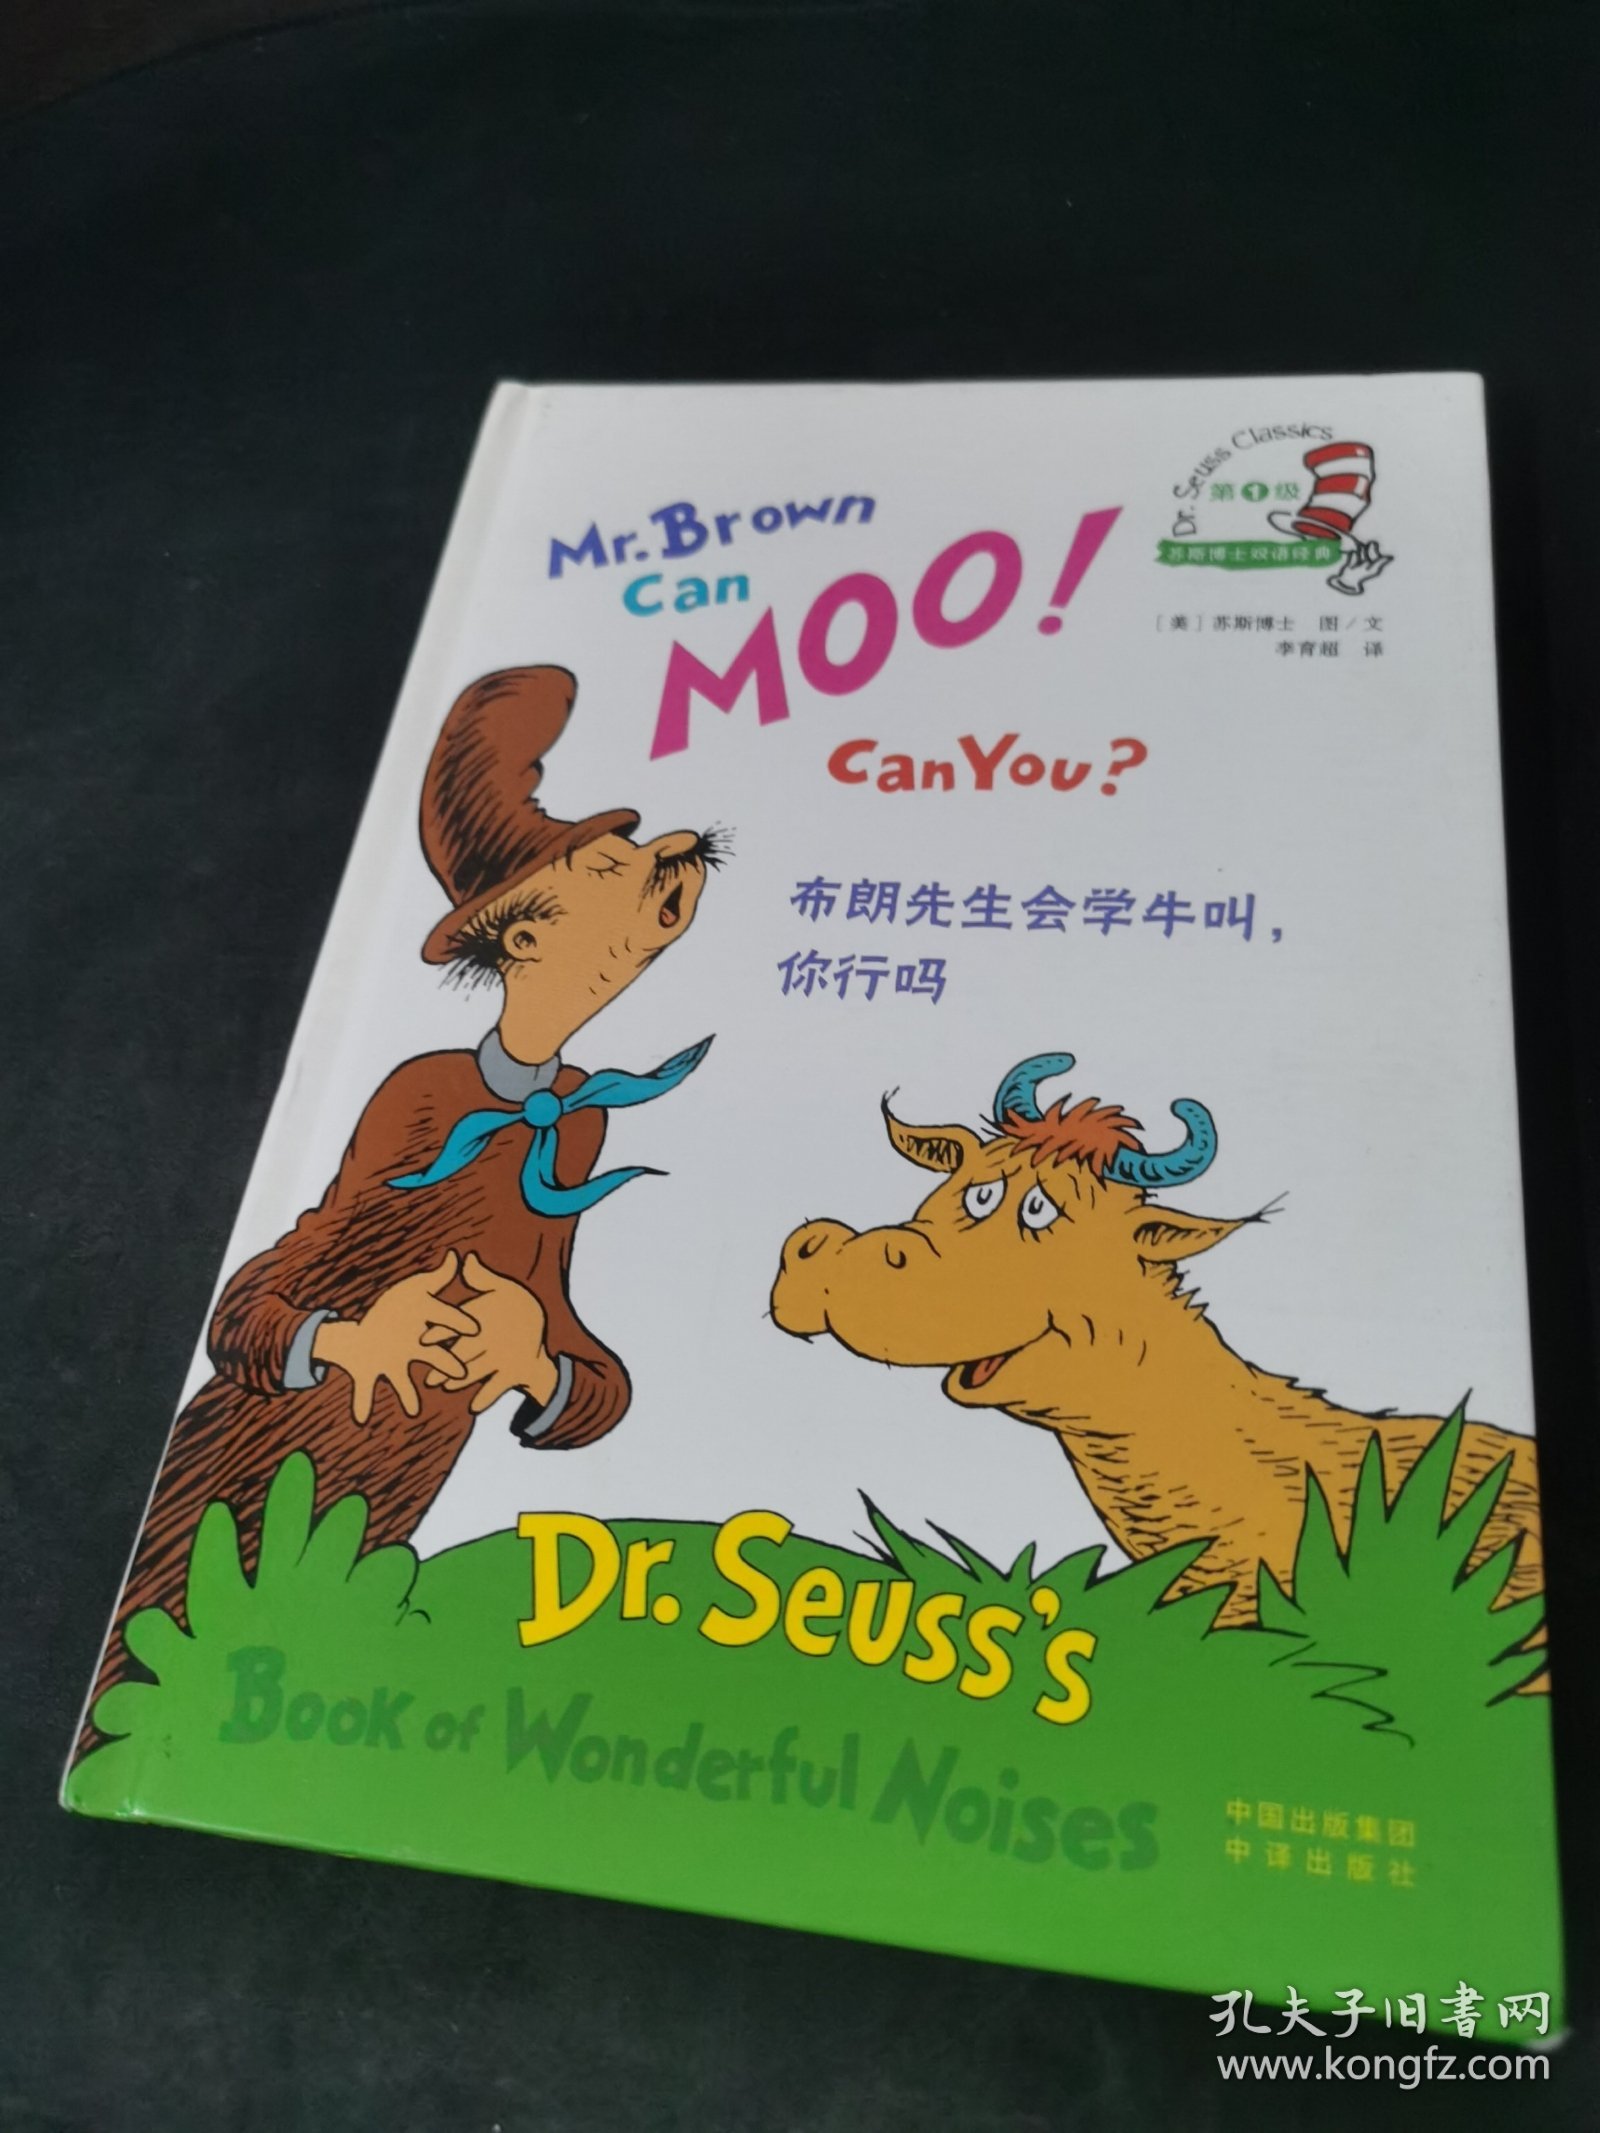 Dr. Seuss Classics
第1级
苏斯博士双语经典
[美]苏斯博士 图/文
李育超 译
Mr. Brown
Can
MOO!
Can You?
布朗先生会学牛叫，
你行吗
Dr. Seuss's
Book of Wonderful Noises
中国出版集团
中译出版社
孔夫子旧书网
www.kongfz.com